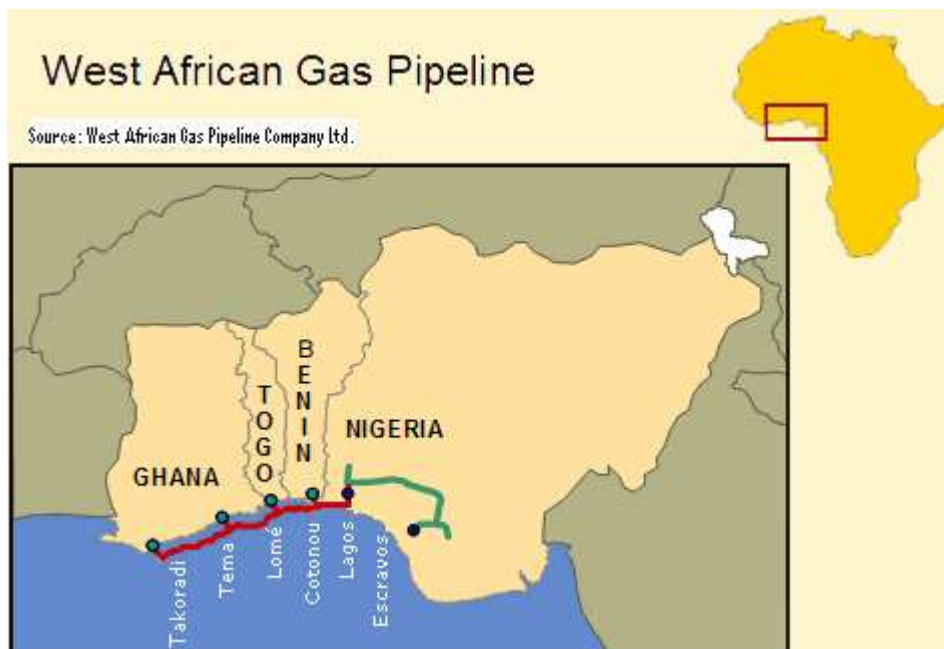 West African Gas Pipeline
Source: West African Gas Pipeline Company Ltd.
BENIN
TOGO
NIGERIA
GHANA
Takoradi
Tema
Lomé
Cotonou
Lagos
Escravos